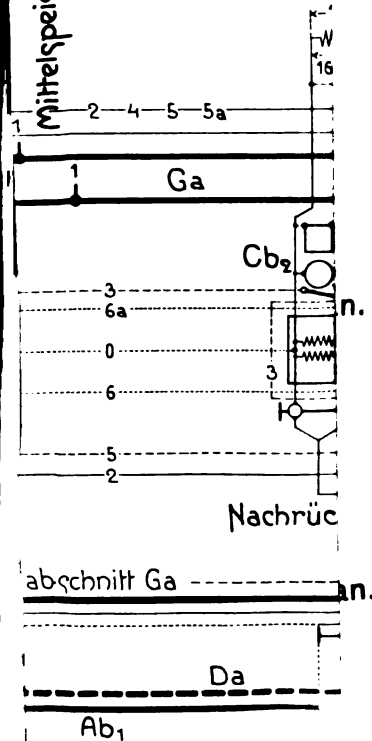 Mittelspei
16
2 4 5 5a
1
1
Ga
Cb2
3
6a
n.
0
3
6
5
2
Nachrüc
abschnitt Ga
an.
1
Da
Ab1